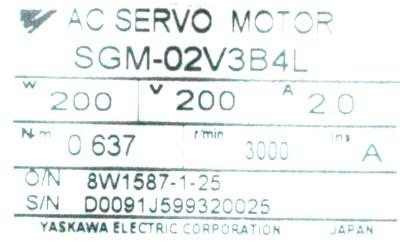 AC SERVO MOTOR
SGM-02V3B4L
W 200 V 200 A 2.0
N·m 0.637 r/min 3000 Ins A
O/N 8W1587-1-25
S/N D0091J599320025
YASKAWA ELECTRIC CORPORATION JAPAN